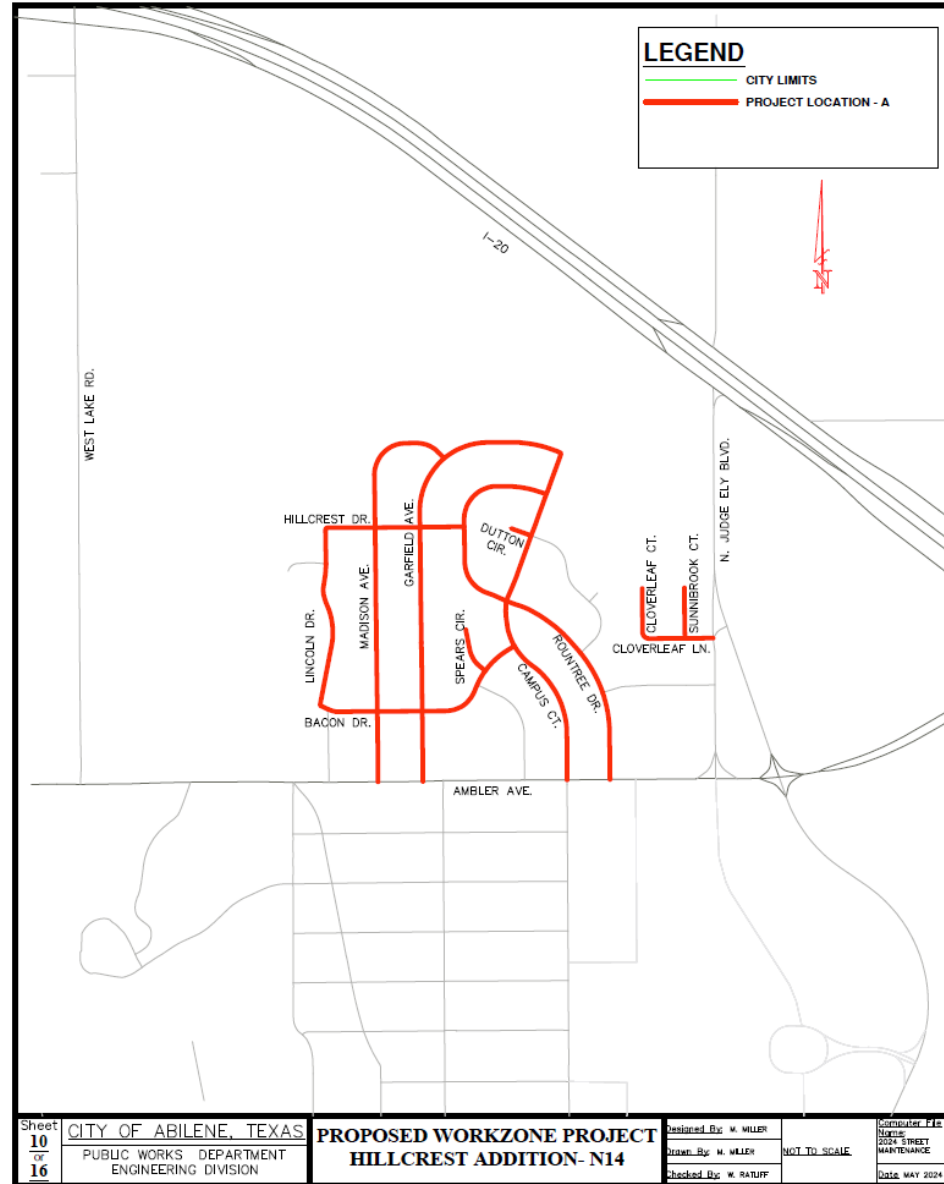 LEGEND
CITY LIMITS
PROJECT LOCATION - A
N
I-20
WEST LAKE RD.
N. JUDGE ELY BLVD.
HILLCREST DR.
GARFIELD AVE.
DUTTON
CIR.
CLOVERLEAF CT.
SUNNIBROOK CT.
MADISON AVE.
LINCOLN DR.
SPEARS CIR.
ROUNTREE DR.
CLOVERLEAF LN.
CAMPUS CT.
BACON DR.
AMBLER AVE.
Sheet
10
or
16
CITY OF ABILENE, TEXAS
PUBLIC WORKS DEPARTMENT
ENGINEERING DIVISION
PROPOSED WORKZONE PROJECT
HILLCREST ADDITION- N14
Designed By: M. MILLER
Drawn By: M. MILLER
Checked By: W. RATLIFF
NOT TO SCALE
Computer File
Name:
2024 STREET
MAINTENANCE
Date: MAY 2024